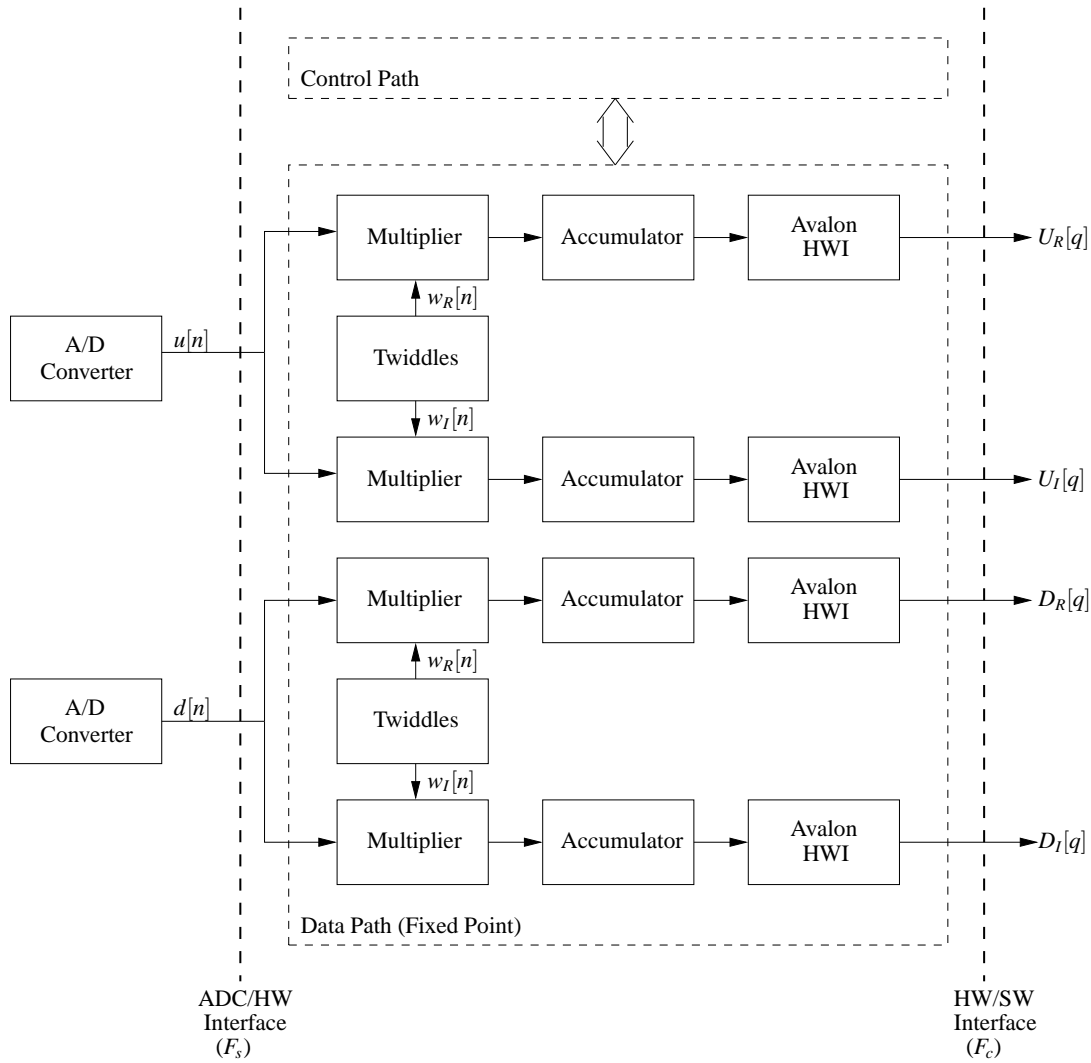 Control Path
Multiplier
Accumulator
Avalon
HWI
U_R[q]
w_R[n]
A/D
Converter
u[n]
Twiddles
w_I[n]
Multiplier
Accumulator
Avalon
HWI
U_I[q]
Multiplier
Accumulator
Avalon
HWI
D_R[q]
w_R[n]
A/D
Converter
d[n]
Twiddles
w_I[n]
Multiplier
Accumulator
Avalon
HWI
D_I[q]
Data Path (Fixed Point)
ADC/HW
Interface
(F_s)
HW/SW
Interface
(F_c)